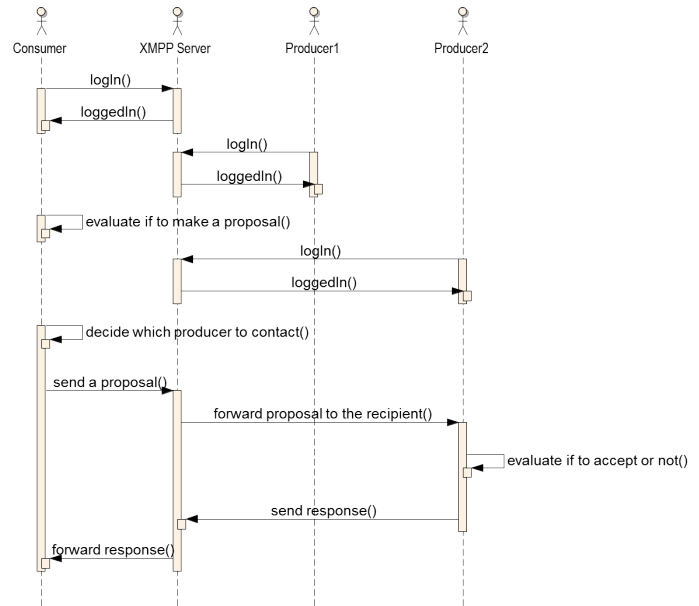 Consumer
XMPP Server
Producer1
Producer2
logIn()
loggedIn()
logIn()
loggedIn()
evaluate if to make a proposal()
logIn()
loggedIn()
decide which producer to contact()
send a proposal()
forward proposal to the recipient()
evaluate if to accept or not()
send response()
forward response()